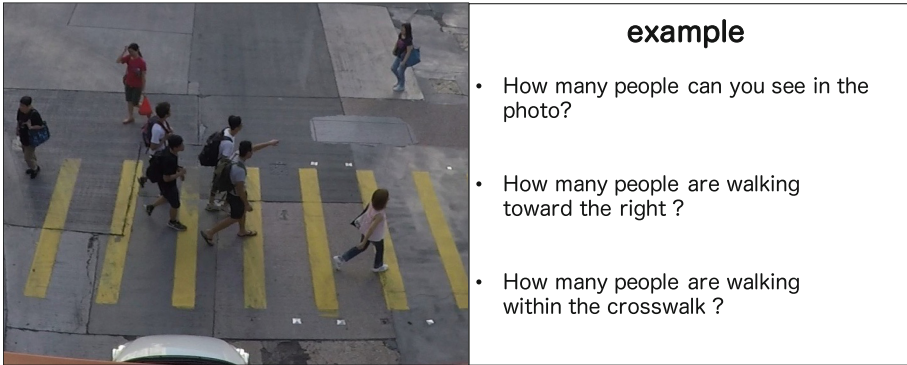 example
• How many people can you see in the
photo?
• How many people are walking
toward the right ?
• How many people are walking
within the crosswalk ?